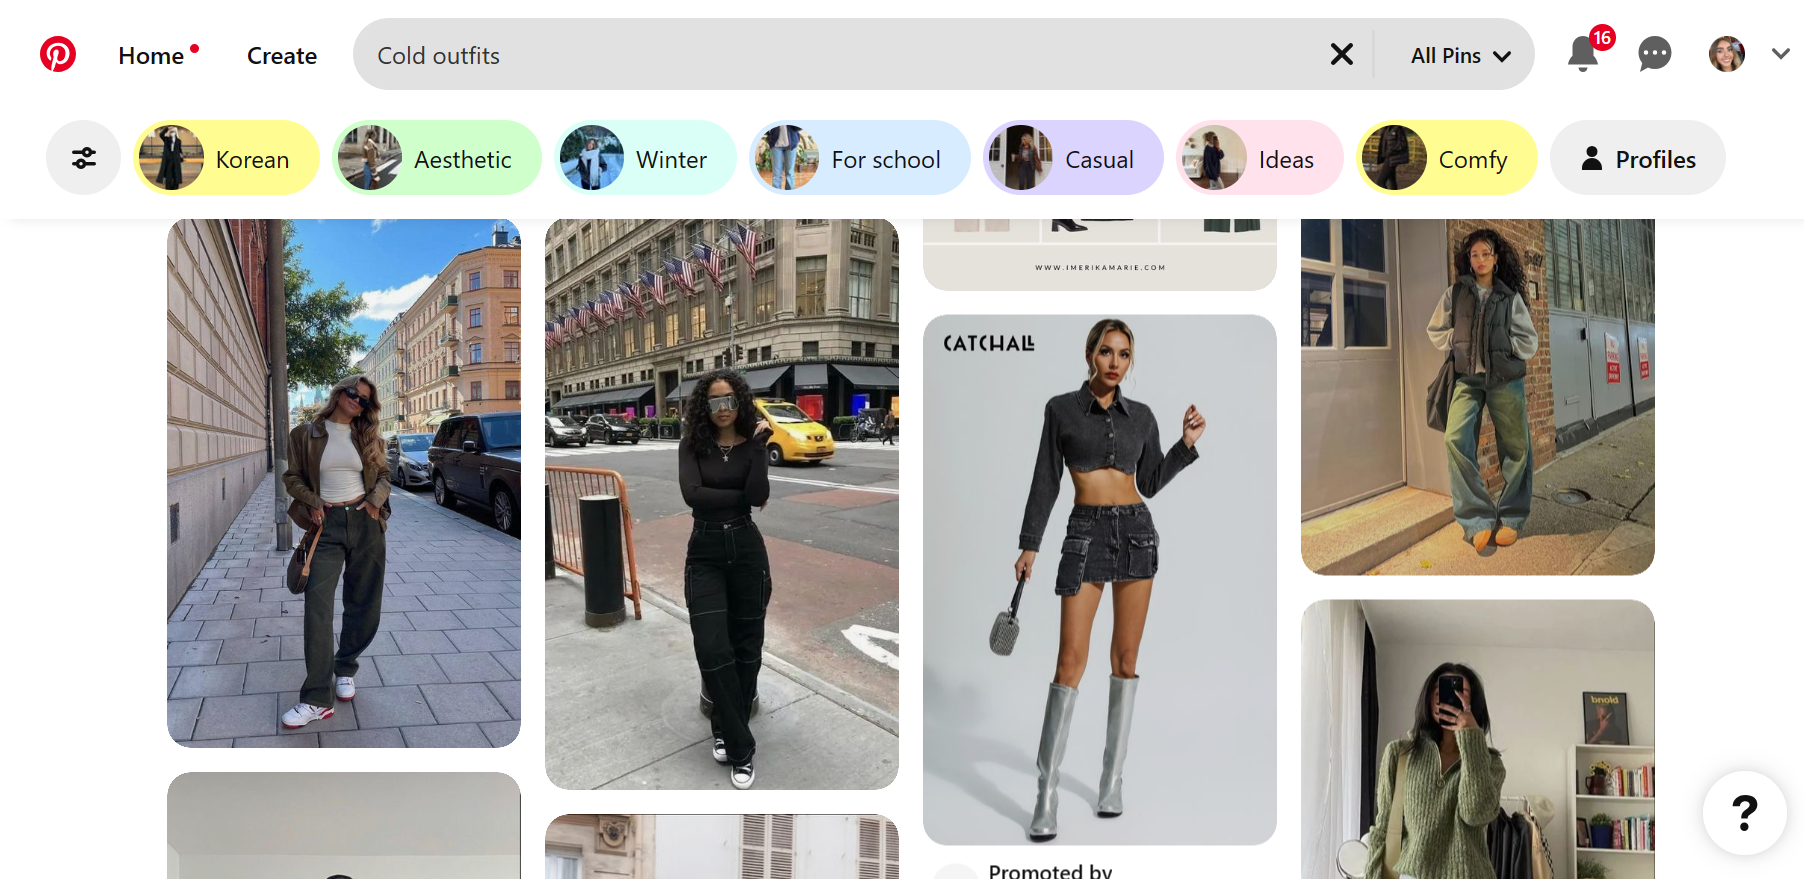 Home
Create
Cold outfits
All Pins
16
Korean
Aesthetic
Winter
For school
Casual
Ideas
Comfy
Profiles
WWW.IMERIKAMARIE.COM
CATCHALL
bnold
Promoted by
?